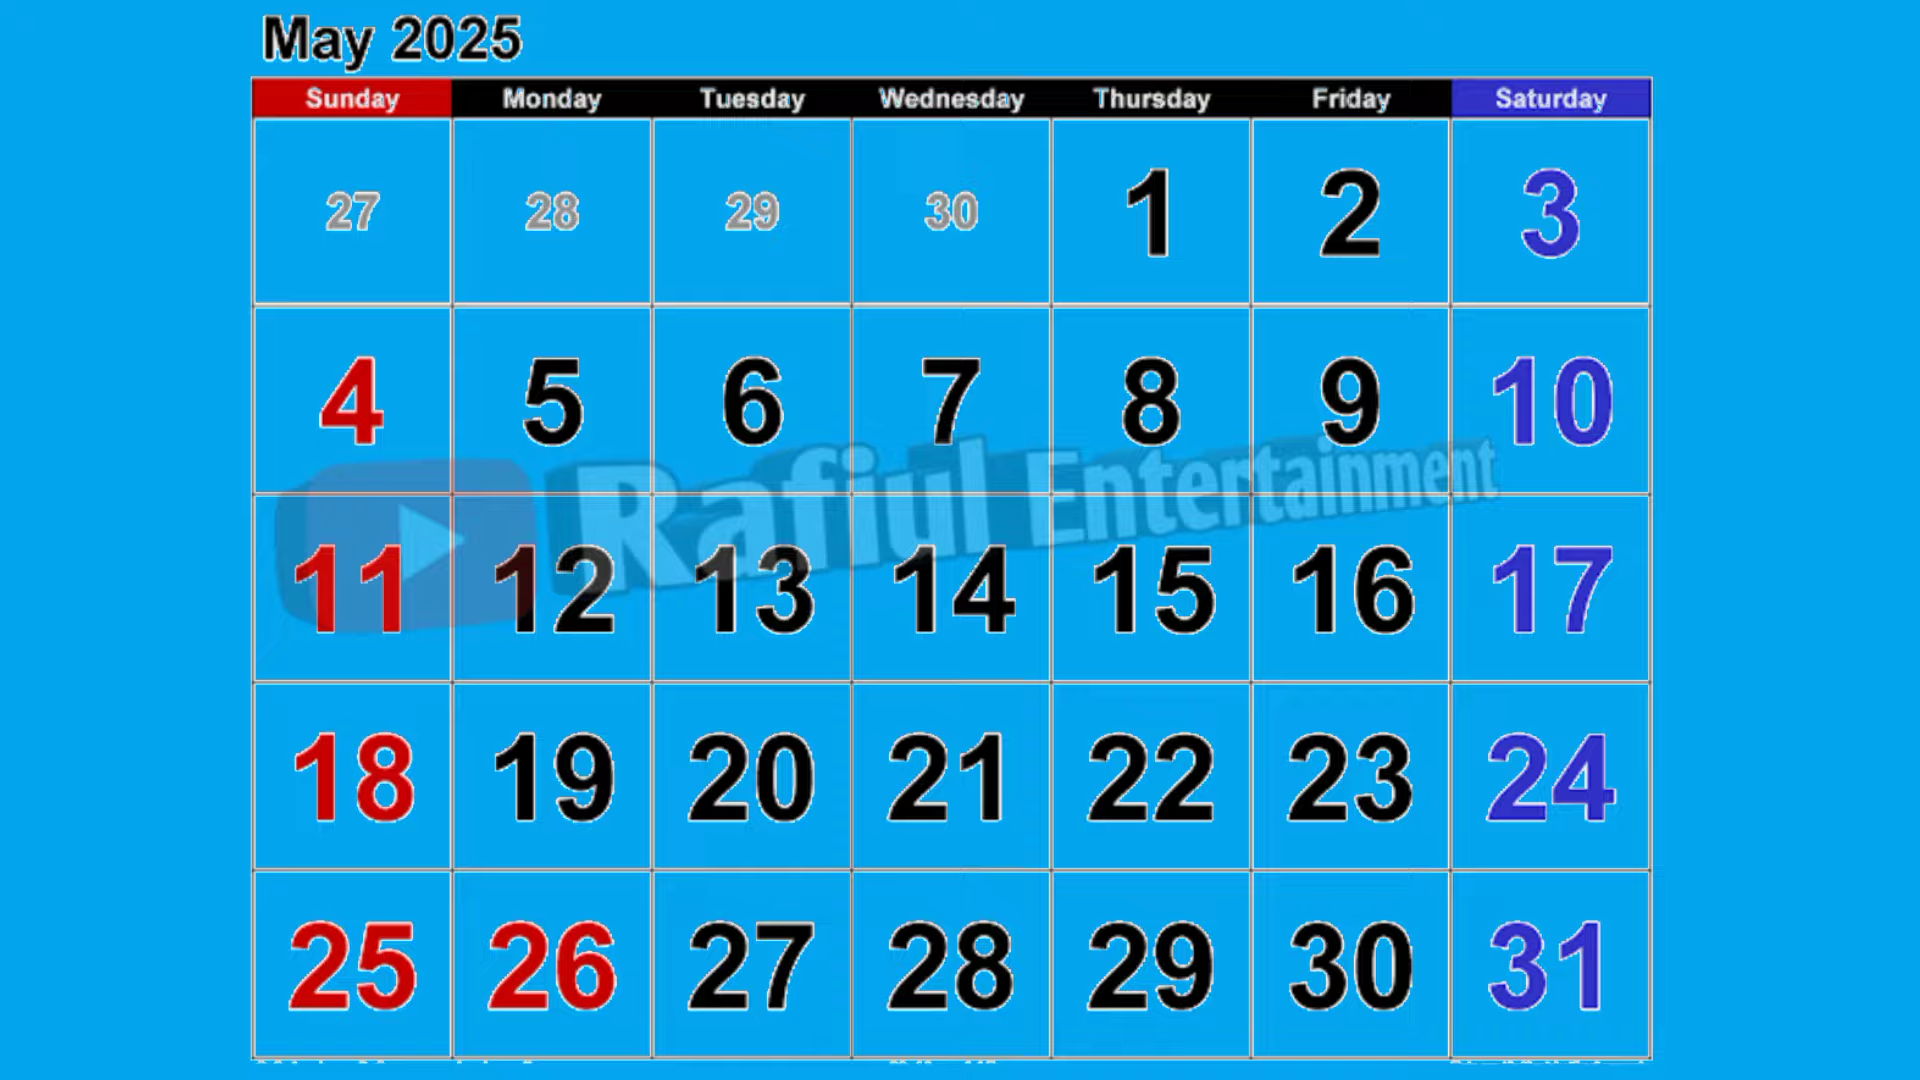 May 2025
Sunday Monday Tuesday Wednesday Thursday Friday Saturday
27 28 29 30 1 2 3
4 5 6 7 8 9 10
Rafiul Entertainment
11 12 13 14 15 16 17
18 19 20 21 22 23 24
25 26 27 28 29 30 31